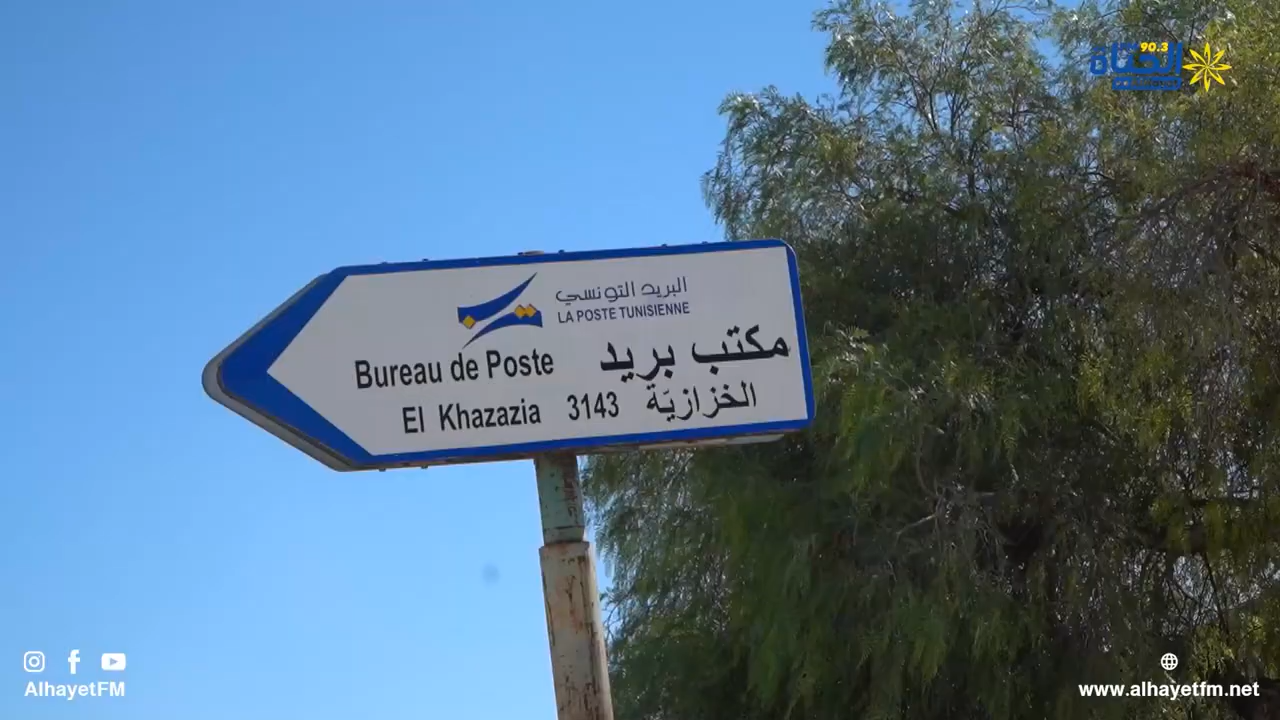 90.3
الحياة
البريد التونسي
LA POSTE TUNISIENNE
مكتب بريد
Bureau de Poste
الخزازيّة
El Khazazia 3143
AlhayetFM
www.alhayetfm.net